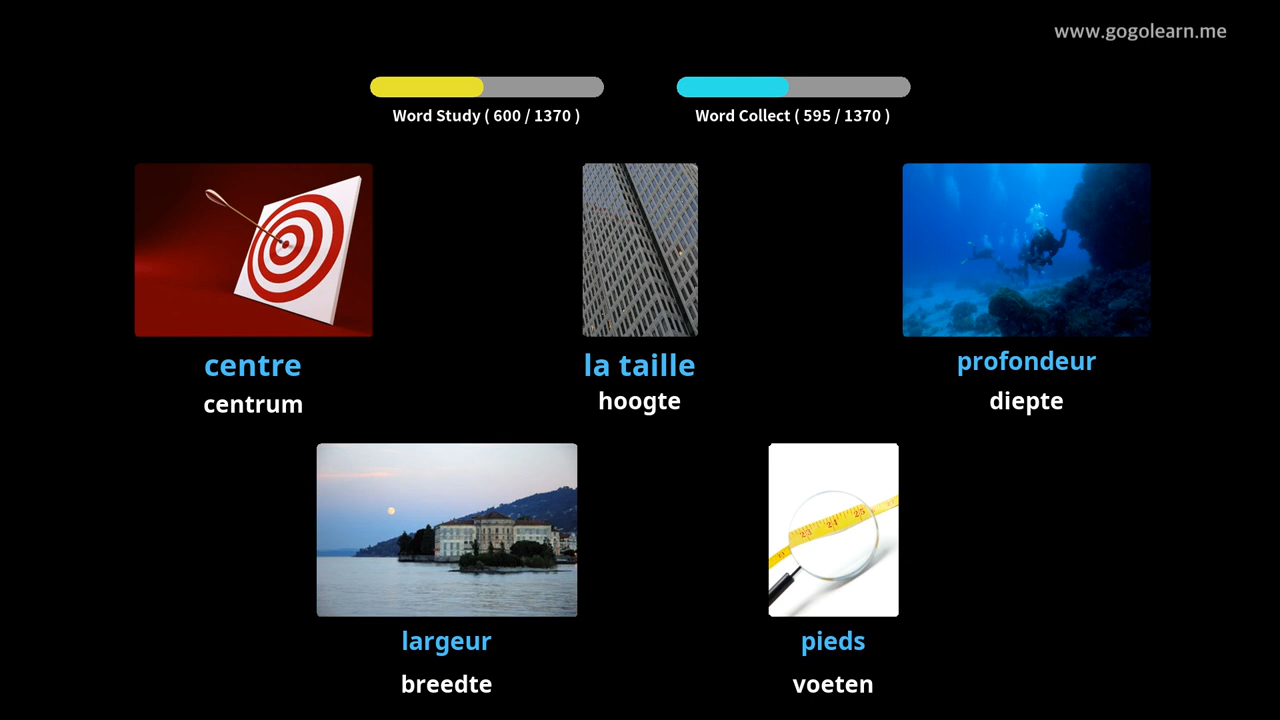 www.gogolearn.me
Word Study ( 600 / 1370 )
Word Collect ( 595 / 1370 )
centre
centrum
la taille
hoogte
profondeur
diepte
largeur
breedte
pieds
voeten